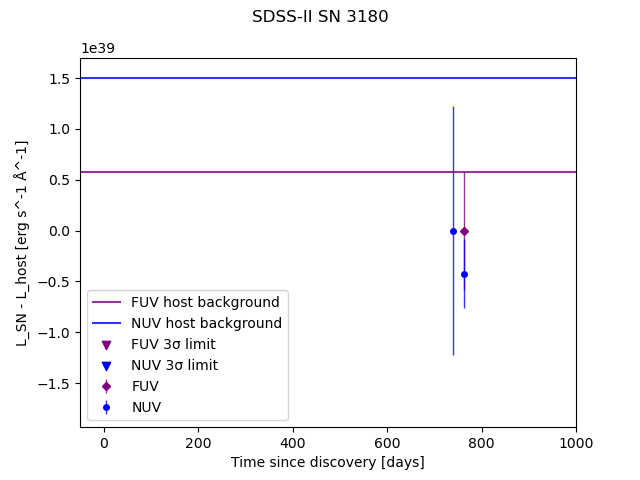 SDSS-II SN 3180
1e39
1.5
1.0
0.5
0.0
−0.5
−1.0
−1.5
L_SN - L_host [erg s^-1 Å^-1]
FUV host background
NUV host background
FUV 3σ limit
NUV 3σ limit
FUV
NUV
0 200 400 600 800 1000
Time since discovery [days]